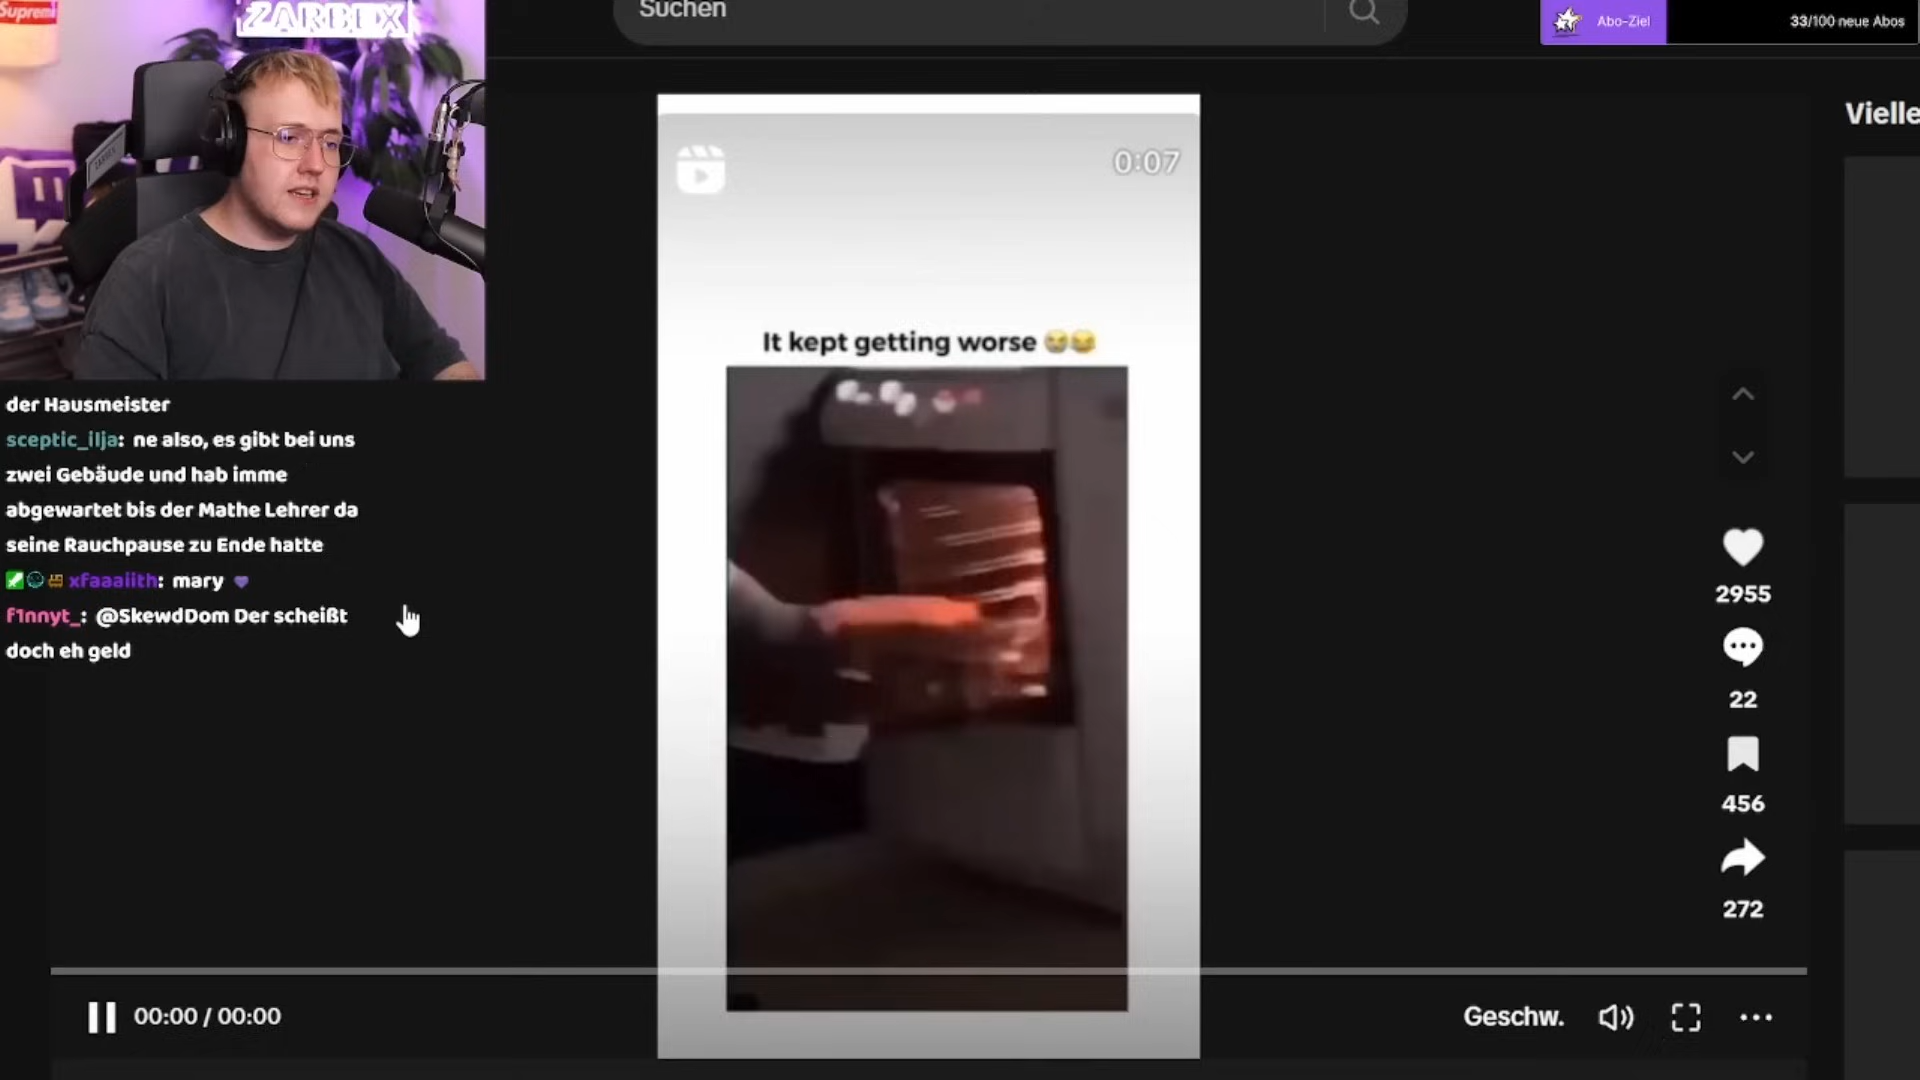 Supreme
ZARBEX
Suchen
Abo-Ziel
33/100 neue Abos
Vielle
0:07
It kept getting worse 😭😂
der Hausmeister
sceptic_ilja: ne also, es gibt bei uns
zwei Gebäude und hab imme
abgewartet bis der Mathe Lehrer da
seine Rauchpause zu Ende hatte
xfaaalith: mary 💜
f1nnyt_: @SkewdDom Der scheißt
doch eh geld
2955
22
456
272
00:00 / 00:00
Geschw.